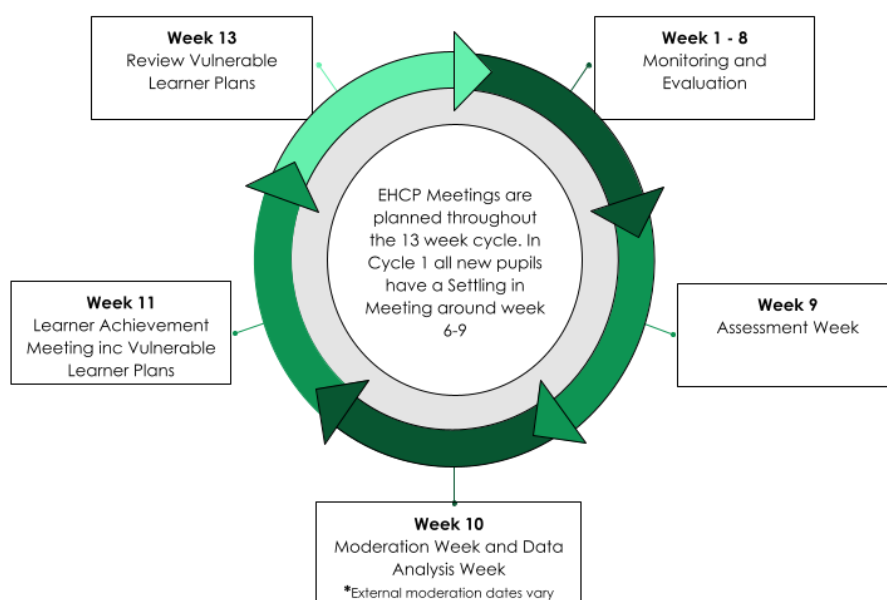 Week 13
Review Vulnerable
Learner Plans
Week 1 - 8
Monitoring and
Evaluation
EHCP Meetings are
planned throughout
the 13 week cycle. In
Cycle 1 all new pupils
have a Settling in
Meeting around week
6-9
Week 11
Learner Achievement
Meeting inc Vulnerable
Learner Plans
Week 9
Assessment Week
Week 10
Moderation Week and Data
Analysis Week
*External moderation dates vary